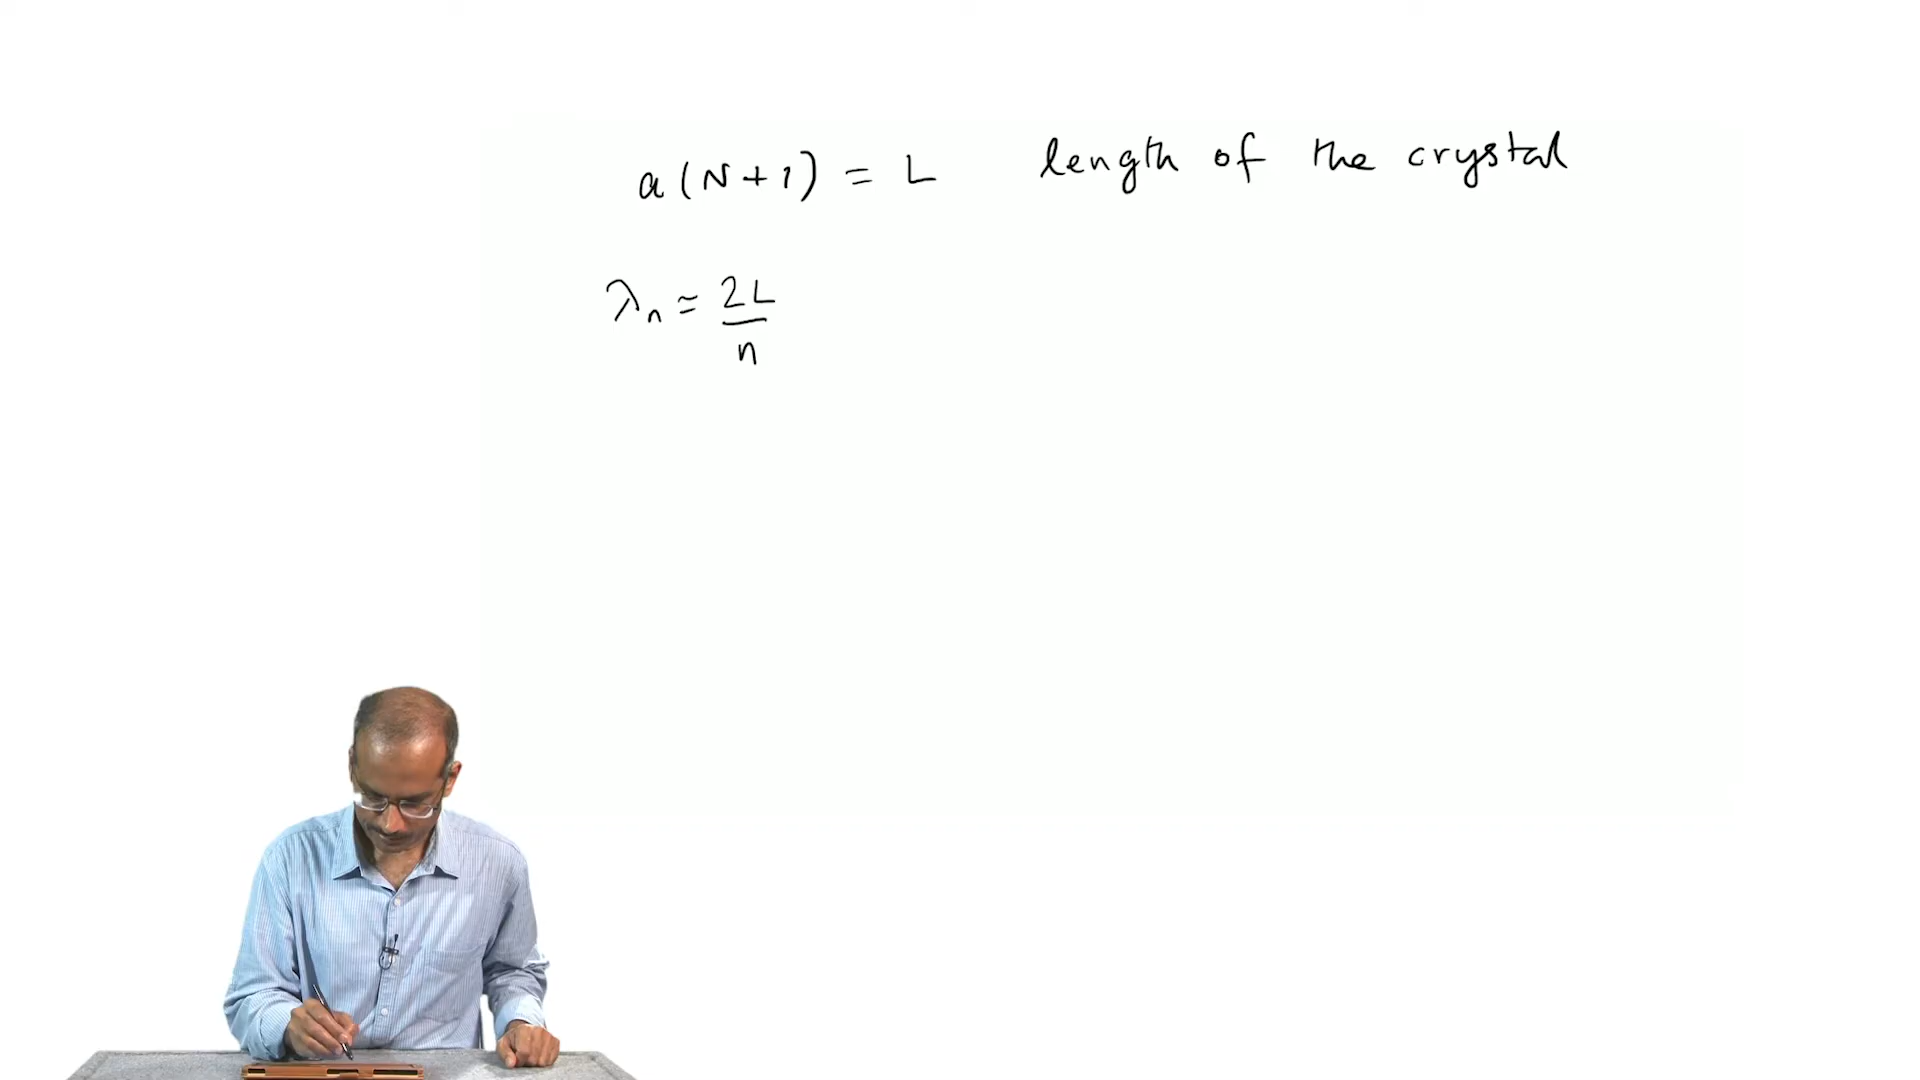 a(N+1) = L length of the crystal
λₙ = 2L/n